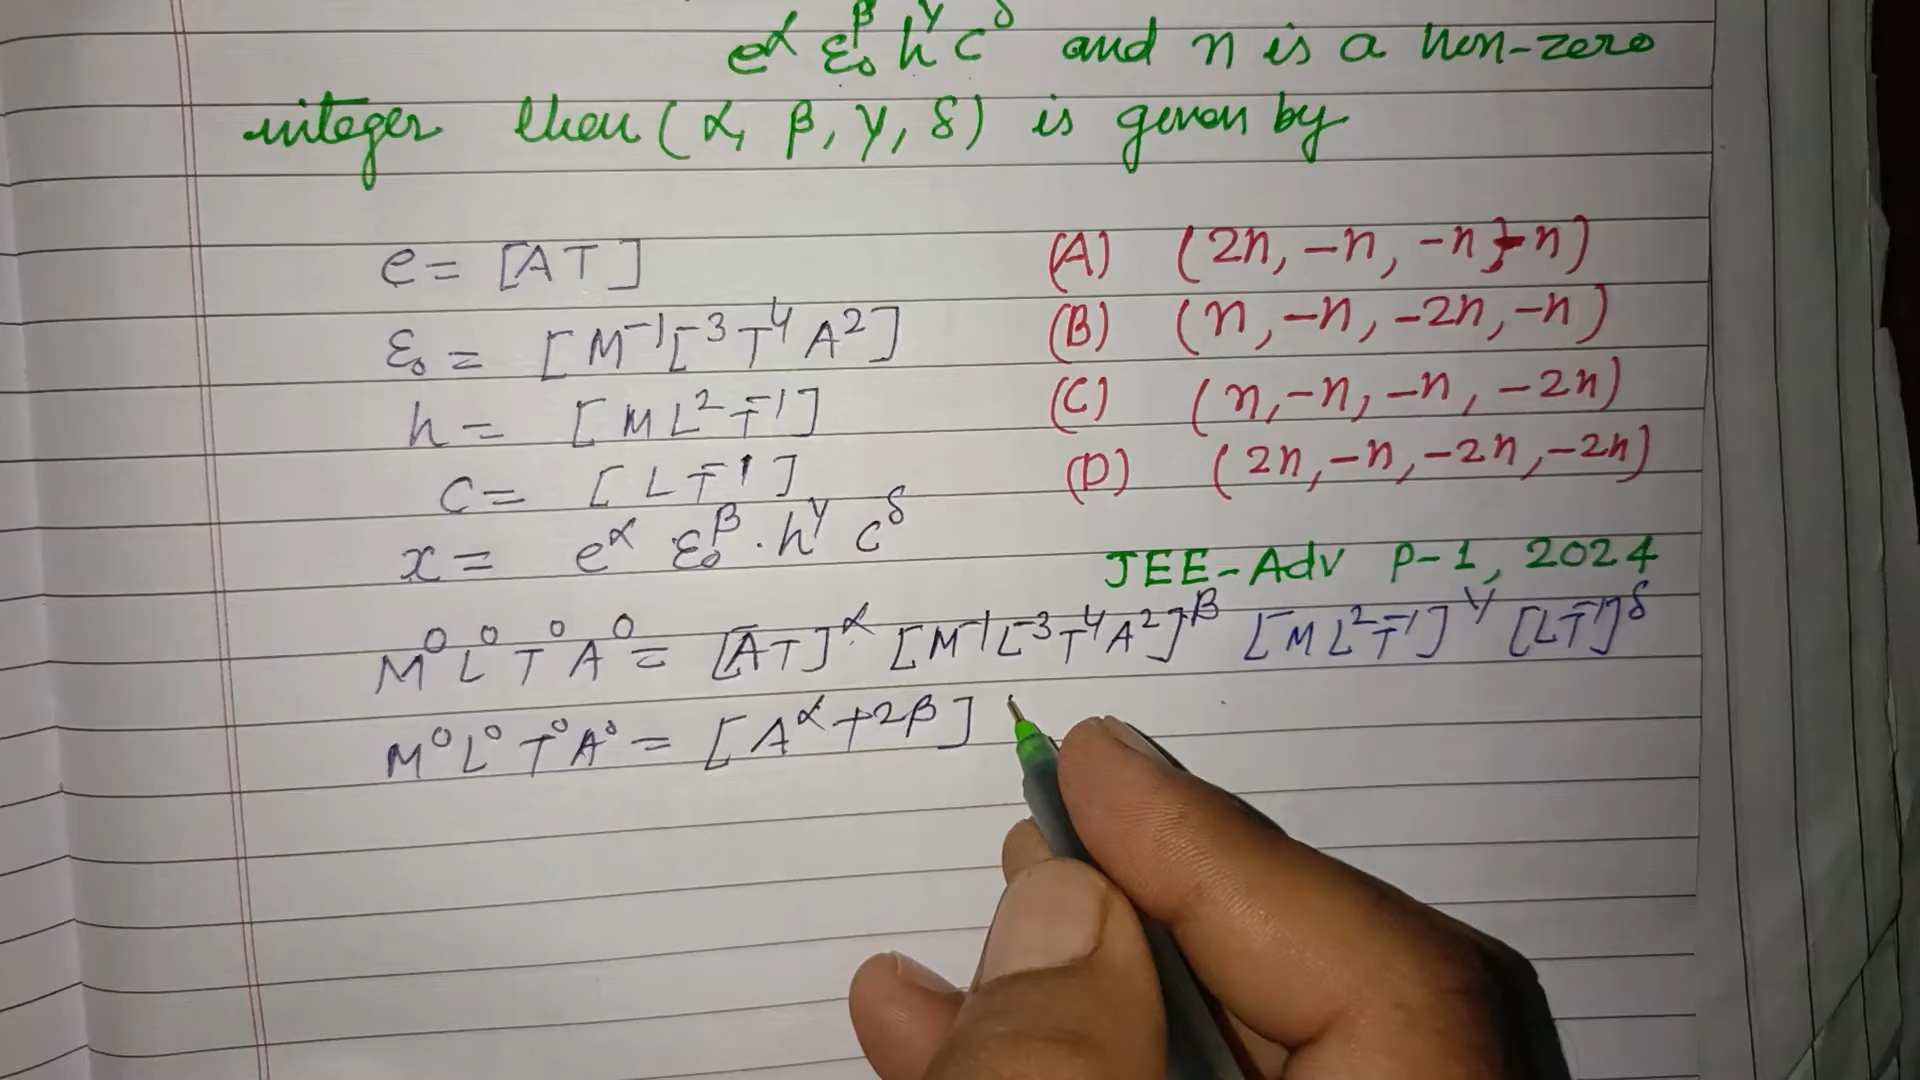 e^α ε₀^β h^γ c^δ and n is a non-zero
integer then (α, β, γ, δ) is given by
e = [AT]
(A) (2n, -n, -n, -n)
ε₀ = [M⁻¹L⁻³T⁴A²]
(B) (n, -n, -2n, -n)
h = [ML²T⁻¹]
(C) (n, -n, -n, -2n)
c = [LT⁻¹]
(D) (2n, -n, -2n, -2n)
x = e^α ε₀^β . h^γ c^δ
JEE-Adv P-1, 2024
M⁰L⁰T⁰A⁰ = [AT]^α [M⁻¹L⁻³T⁴A²]^β [ML²T⁻¹]^γ [LT⁻¹]^δ
M⁰L⁰T⁰A⁰ = [A^α+2β]